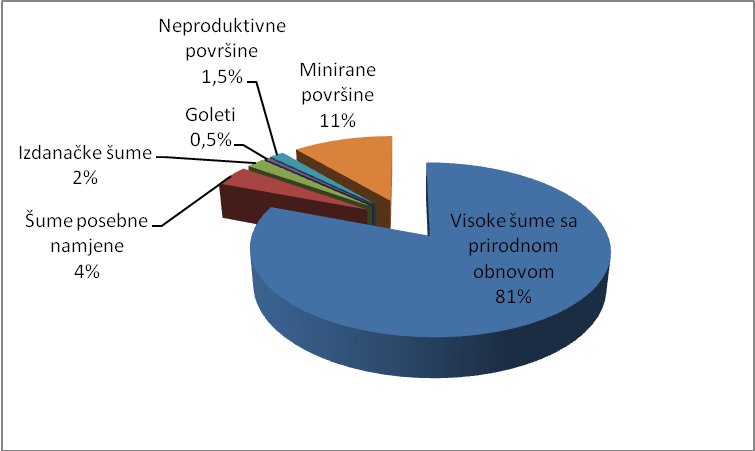 Neproduktivne
površine
1,5%
Minirane
površine
11%
Goleti
0,5%
Izdanačke šume
2%
Šume posebne
namjene
4%
Visoke šume sa
prirodnom
obnovom
81%